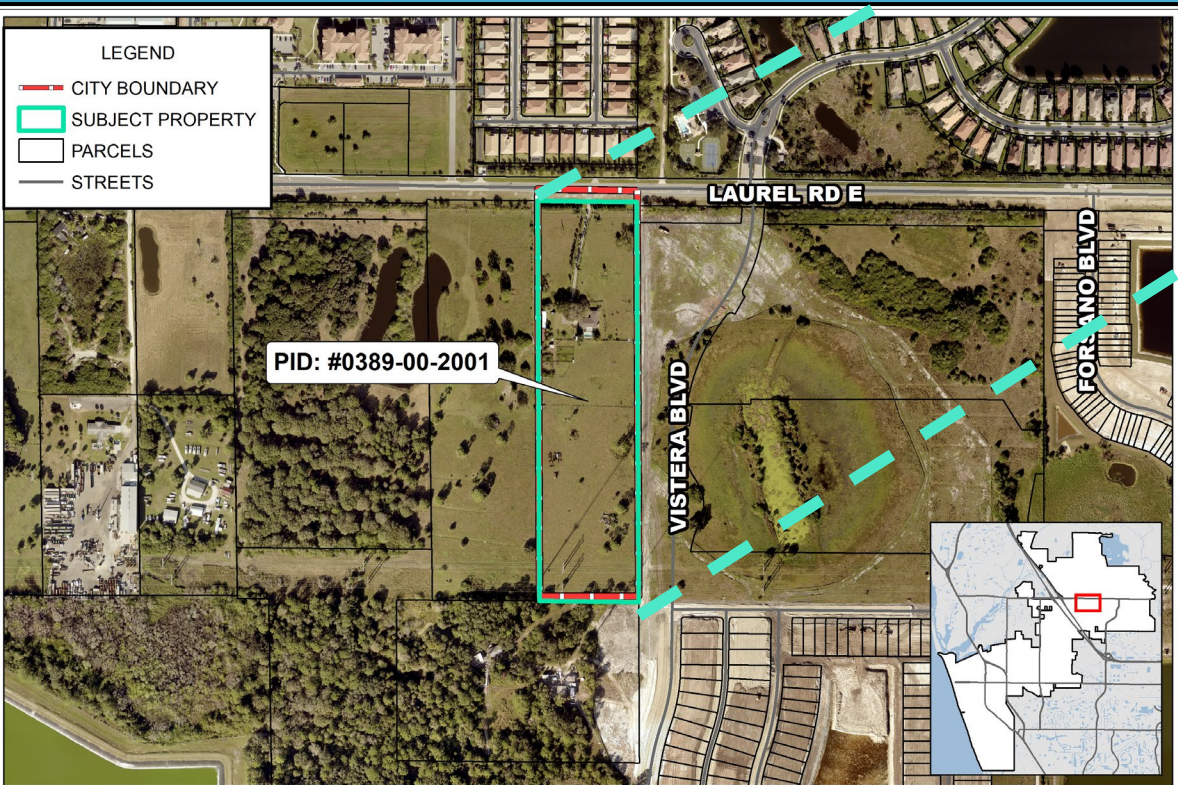 LEGEND
CITY BOUNDARY
SUBJECT PROPERTY
PARCELS
STREETS
LAUREL RD E
FORSANO BLVD
PID: #0389-00-2001
VISTERA BLVD